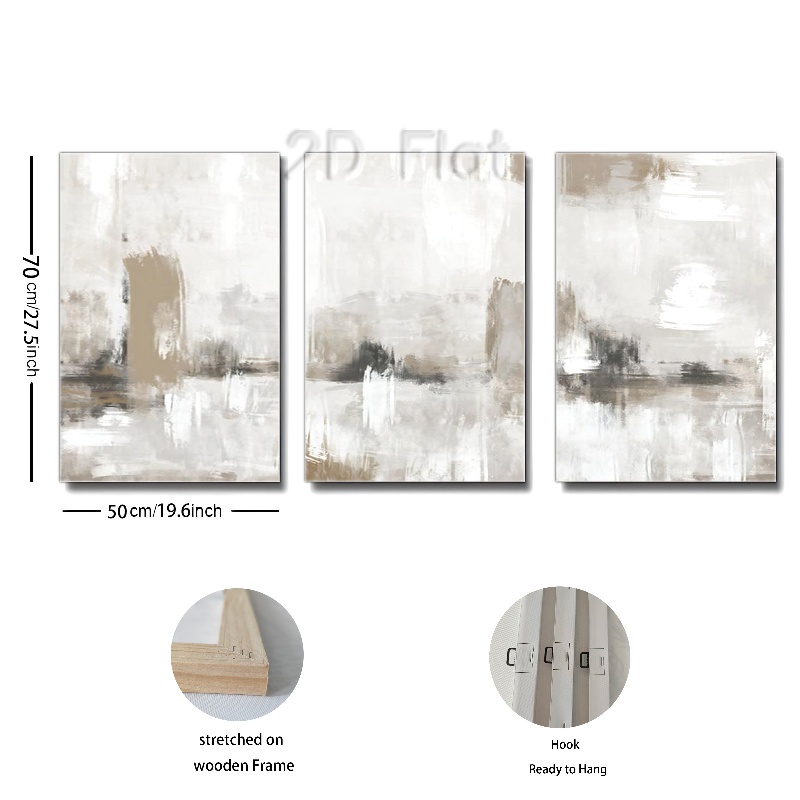 2D Flat
70 cm/27.5inch
50cm/19.6inch
stretched on
wooden Frame
Hook
Ready to Hang